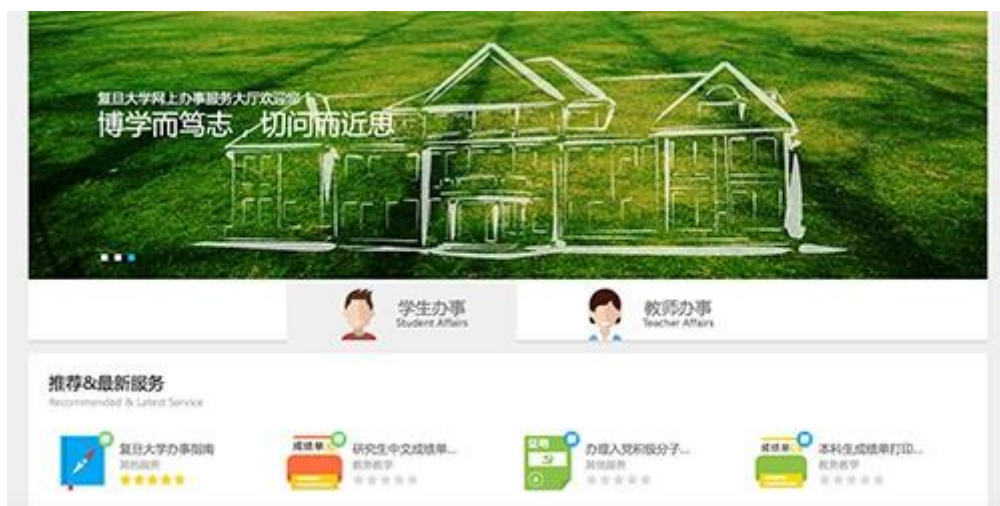 复旦大学网上办事服务大厅欢迎您！
博学而笃志，切问而近思
学生办事
Student Affairs
教师办事
Teacher Affairs
推荐&最新服务
Recommended & Latest Service
复旦大学办事指南
其他服务
成绩单
研究生中文成绩单...
教务教学
证明
办理入党积极分子...
其他服务
成绩单
本科生成绩单打印...
教务教学